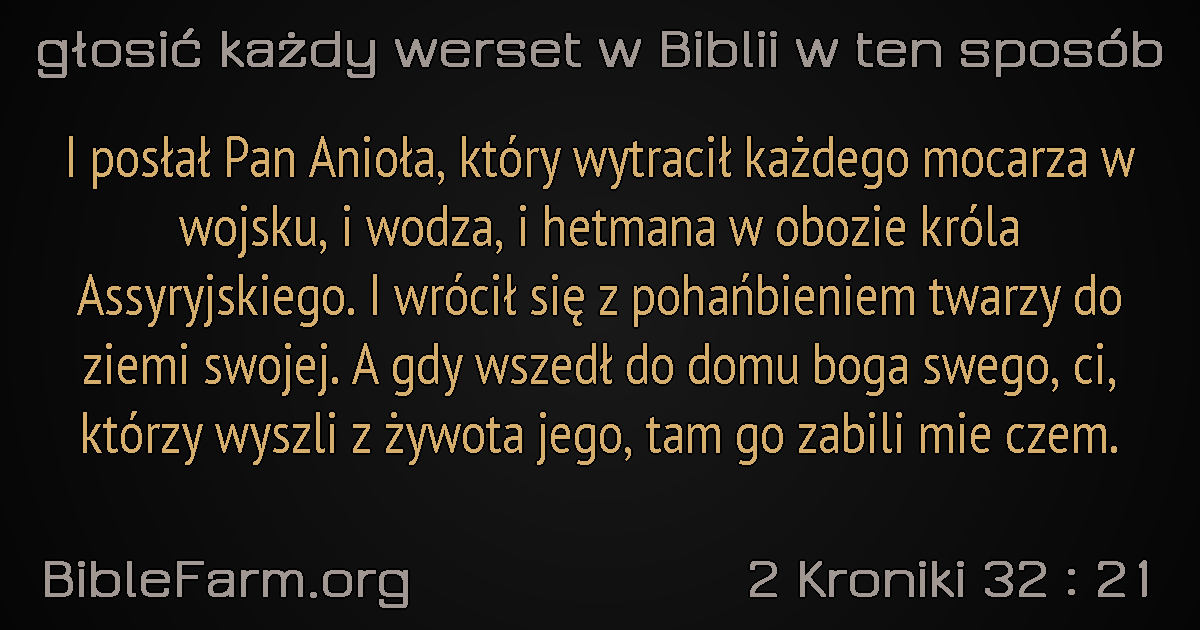 głosić każdy werset w Biblii w ten sposób
I posłał Pan Anioła, który wytracił każdego mocarza w
wojsku, i wodza, i hetmana w obozie króla
Assyryjskiego. I wrócił się z pohańbieniem twarzy do
ziemi swojej. A gdy wszedł do domu boga swego, ci,
którzy wyszli z żywota jego, tam go zabili mie czem.
BibleFarm.org
2 Kroniki 32 : 21